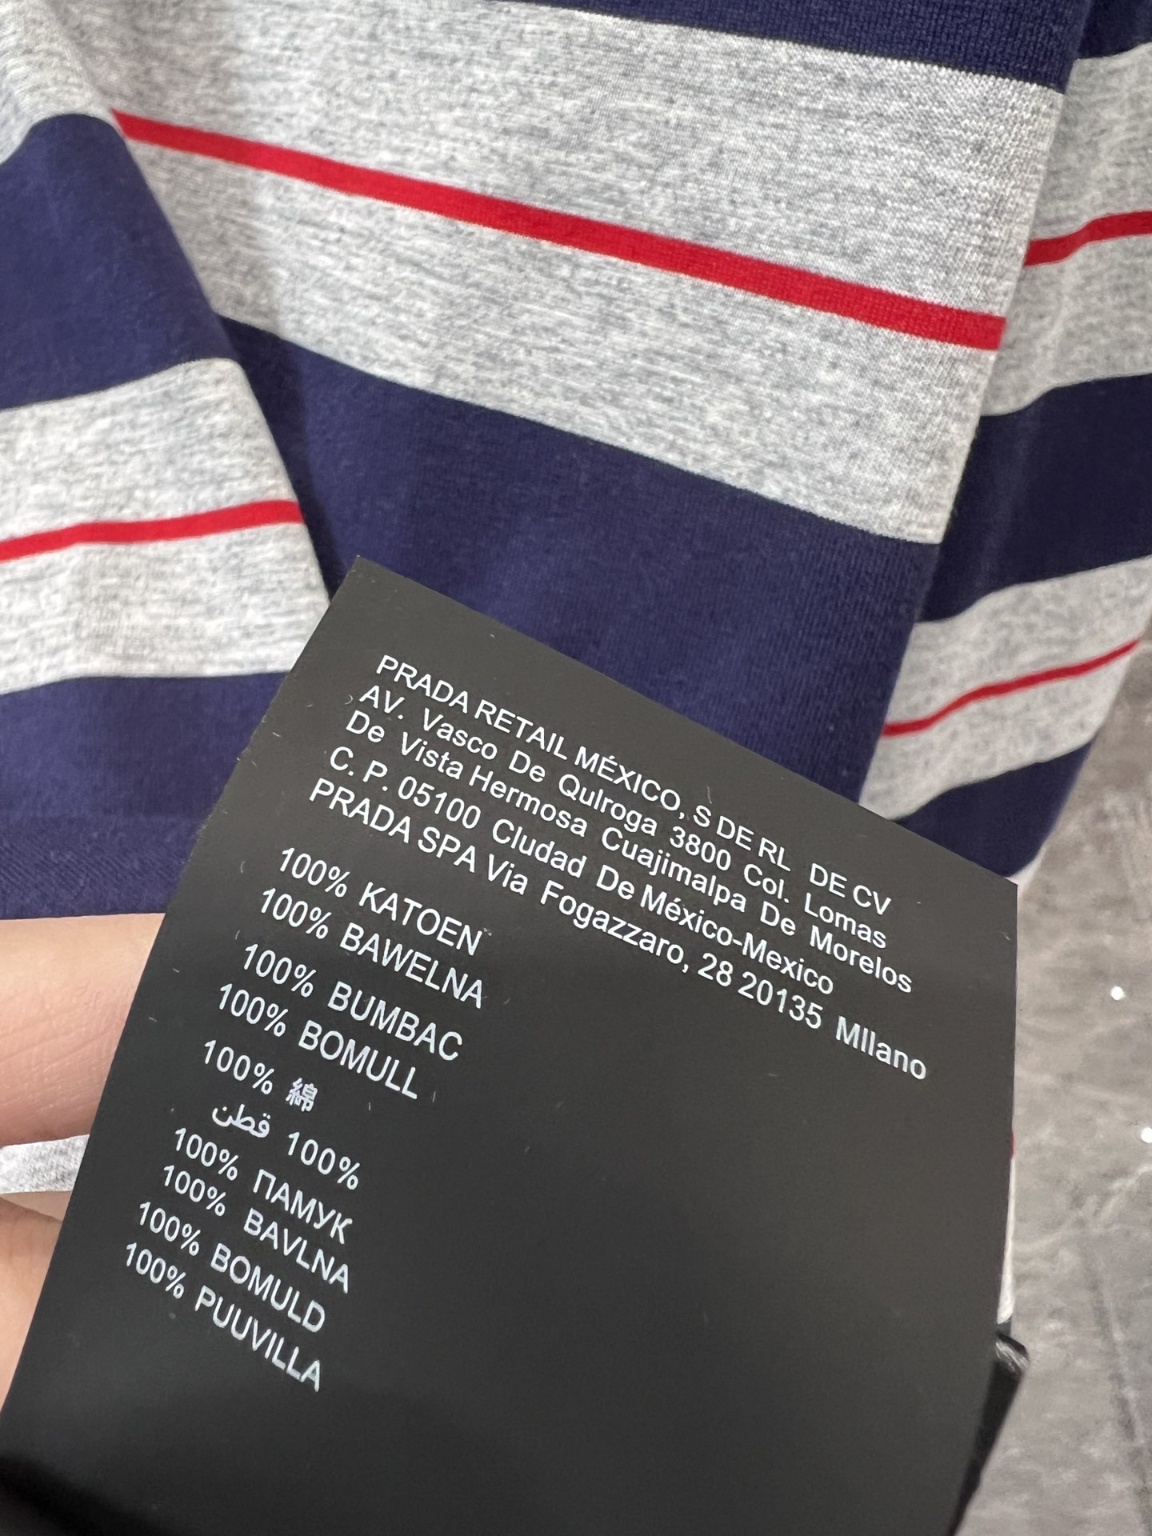 PRADA RETAIL MÉXICO, S DE RL DE CV
AV. Vasco De Qulroga 3800 Col. Lomas
De Vista Hermosa Cuajimalpa De Morelos
C. P. 05100 Cludad De México-Mexico
PRADA SPA Via Fogazzaro, 28 20135 MIlano
100% KATOEN
100% BAWELNA
100% BUMBAC
100% BOMULL
100% 綿
100% قطن
100% ПАМУК
100% BAVLNA
100% BOMULD
100% PUUVILLA